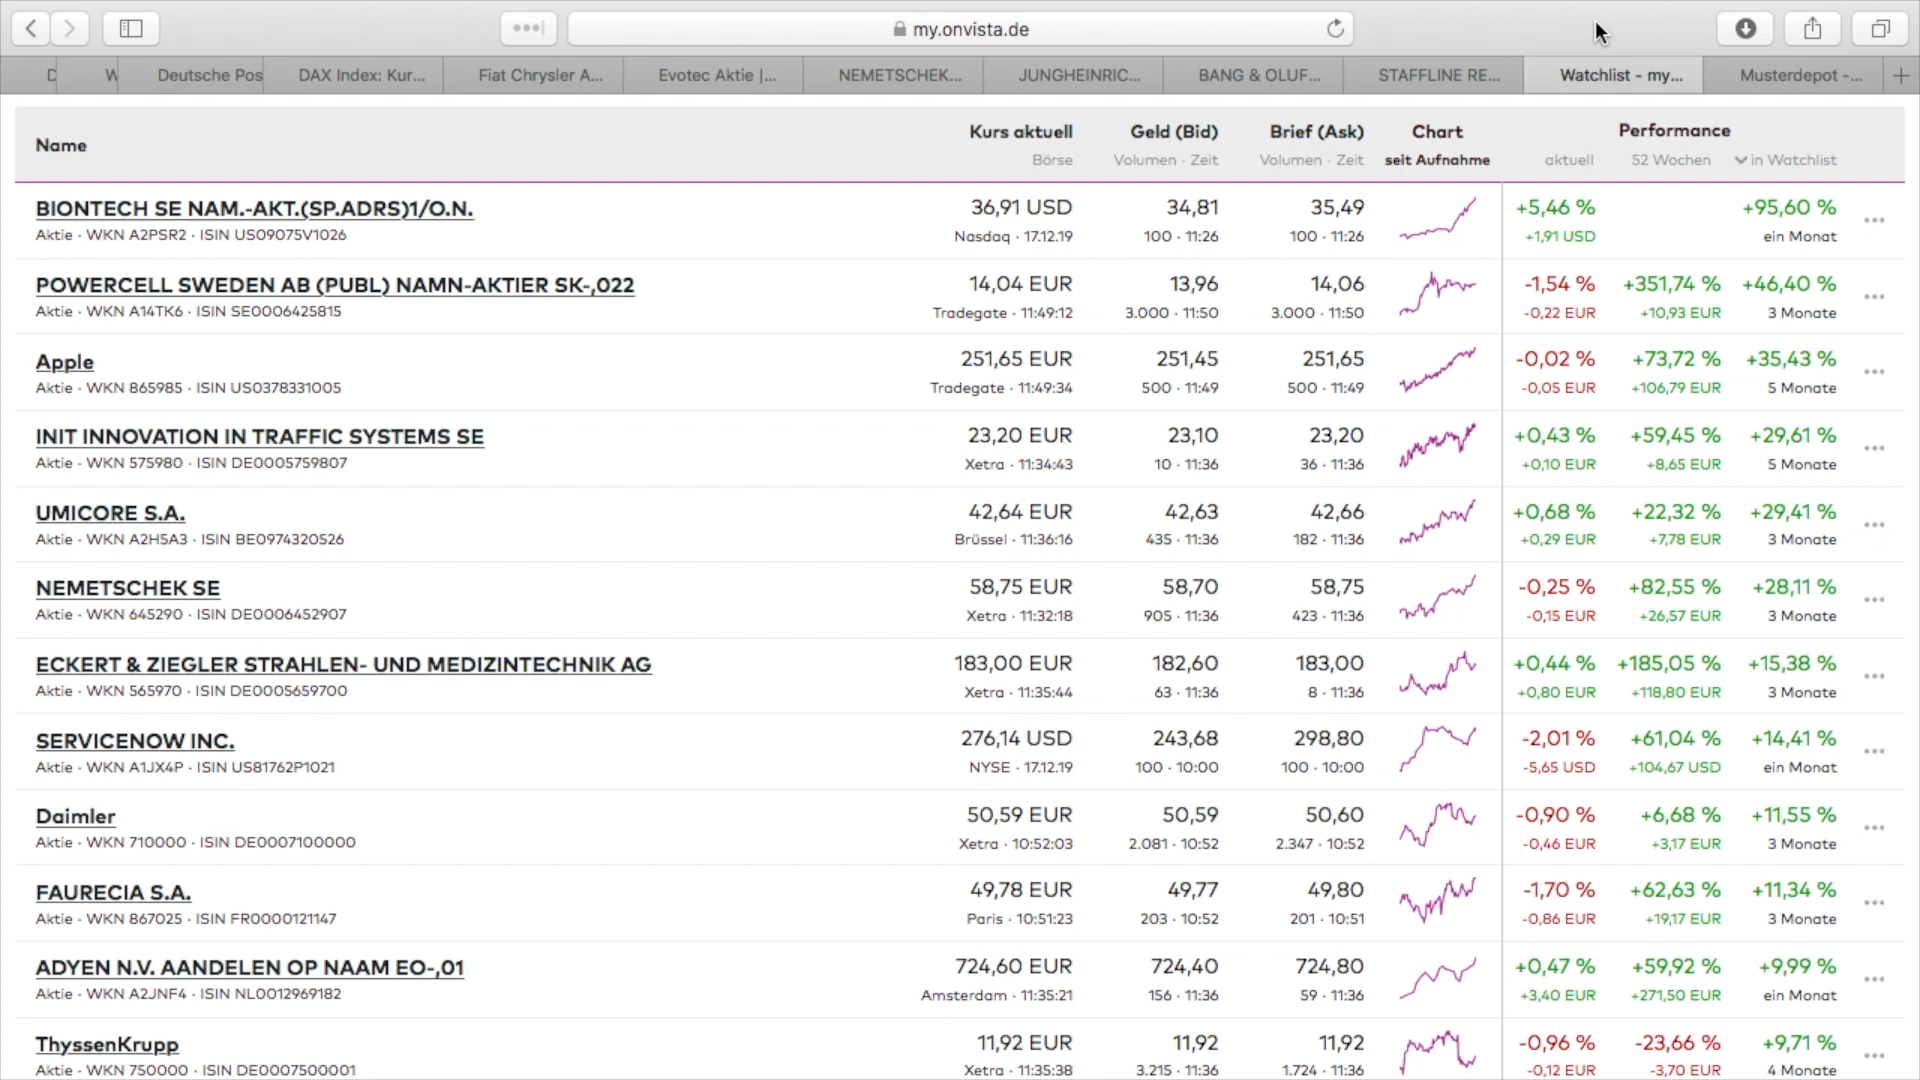 my.onvista.de
D
W
Deutsche Pos
DAX Index: Kur...
Fiat Chrysler A...
Evotec Aktie |...
NEMETSCHEK...
JUNGHEINRIC...
BANG & OLUF...
STAFFLINE RE...
Watchlist - my...
Musterdepot -...
Name
Kurs aktuell
Börse
Geld (Bid)
Volumen · Zeit
Brief (Ask)
Volumen · Zeit
Chart
seit Aufnahme
Performance
aktuell 52 Wochen in Watchlist
BIONTECH SE NAM.-AKT.(SP.ADRS)1/O.N. 36,91 USD 34,81 35,49 +5,46 % +95,60 %
Aktie · WKN A2PSR2 · ISIN US09075V1026 Nasdaq · 17.12.19 100 · 11:26 100 · 11:26 +1,91 USD ein Monat
POWERCELL SWEDEN AB (PUBL) NAMN-AKTIER SK-,022 14,04 EUR 13,96 14,06 -1,54 % +351,74 % +46,40 %
Aktie · WKN A14TK6 · ISIN SE0006425815 Tradegate · 11:49:12 3.000 · 11:50 3.000 · 11:50 -0,22 EUR +10,93 EUR 3 Monate
Apple 251,65 EUR 251,45 251,65 -0,02 % +73,72 % +35,43 %
Aktie · WKN 865985 · ISIN US0378331005 Tradegate · 11:49:34 500 · 11:49 500 · 11:49 -0,05 EUR +106,79 EUR 5 Monate
INIT INNOVATION IN TRAFFIC SYSTEMS SE 23,20 EUR 23,10 23,20 +0,43 % +59,45 % +29,61 %
Aktie · WKN 575980 · ISIN DE0005759807 Xetra · 11:34:43 10 · 11:36 36 · 11:36 +0,10 EUR +8,65 EUR 5 Monate
UMICORE S.A. 42,64 EUR 42,63 42,66 +0,68 % +22,32 % +29,41 %
Aktie · WKN A2H5A3 · ISIN BE0974320526 Brüssel · 11:36:16 435 · 11:36 182 · 11:36 +0,29 EUR +7,78 EUR 3 Monate
NEMETSCHEK SE 58,75 EUR 58,70 58,75 -0,25 % +82,55 % +28,11 %
Aktie · WKN 645290 · ISIN DE0006452907 Xetra · 11:32:18 905 · 11:36 423 · 11:36 -0,15 EUR +26,57 EUR 3 Monate
ECKERT & ZIEGLER STRAHLEN- UND MEDIZINTECHNIK AG 183,00 EUR 182,60 183,00 +0,44 % +185,05 % +15,38 %
Aktie · WKN 565970 · ISIN DE0005659700 Xetra · 11:35:44 63 · 11:36 8 · 11:36 +0,80 EUR +118,80 EUR 3 Monate
SERVICENOW INC. 276,14 USD 243,68 298,80 -2,01 % +61,04 % +14,41 %
Aktie · WKN A1JX4P · ISIN US81762P1021 NYSE · 17.12.19 100 · 10:00 100 · 10:00 -5,65 USD +104,67 USD ein Monat
Daimler 50,59 EUR 50,59 50,60 -0,90 % +6,68 % +11,55 %
Aktie · WKN 710000 · ISIN DE0007100000 Xetra · 10:52:03 2.081 · 10:52 2.347 · 10:52 -0,46 EUR +3,17 EUR 3 Monate
FAURECIA S.A. 49,78 EUR 49,77 49,80 -1,70 % +62,63 % +11,34 %
Aktie · WKN 867025 · ISIN FR0000121147 Paris · 10:51:23 203 · 10:52 201 · 10:51 -0,86 EUR +19,17 EUR 3 Monate
ADYEN N.V. AANDELEN OP NAAM EO-,01 724,60 EUR 724,40 724,80 +0,47 % +59,92 % +9,99 %
Aktie · WKN A2JNF4 · ISIN NL0012969182 Amsterdam · 11:35:21 156 · 11:36 59 · 11:36 +3,40 EUR +271,50 EUR ein Monat
ThyssenKrupp 11,92 EUR 11,92 11,92 -0,96 % -23,66 % +9,71 %
Aktie · WKN 750000 · ISIN DE0007500001 Xetra · 11:35:38 3.215 · 11:36 1.724 · 11:36 -0,12 EUR -3,70 EUR 4 Monate